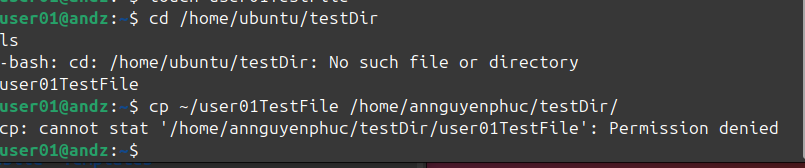 user01@andz:~$ cd /home/ubuntu/testDir
ls
-bash: cd: /home/ubuntu/testDir: No such file or directory
user01TestFile
user01@andz:~$ cp ~/user01TestFile /home/annguyenphuc/testDir/
cp: cannot stat '/home/annguyenphuc/testDir/user01TestFile': Permission denied
user01@andz:~$